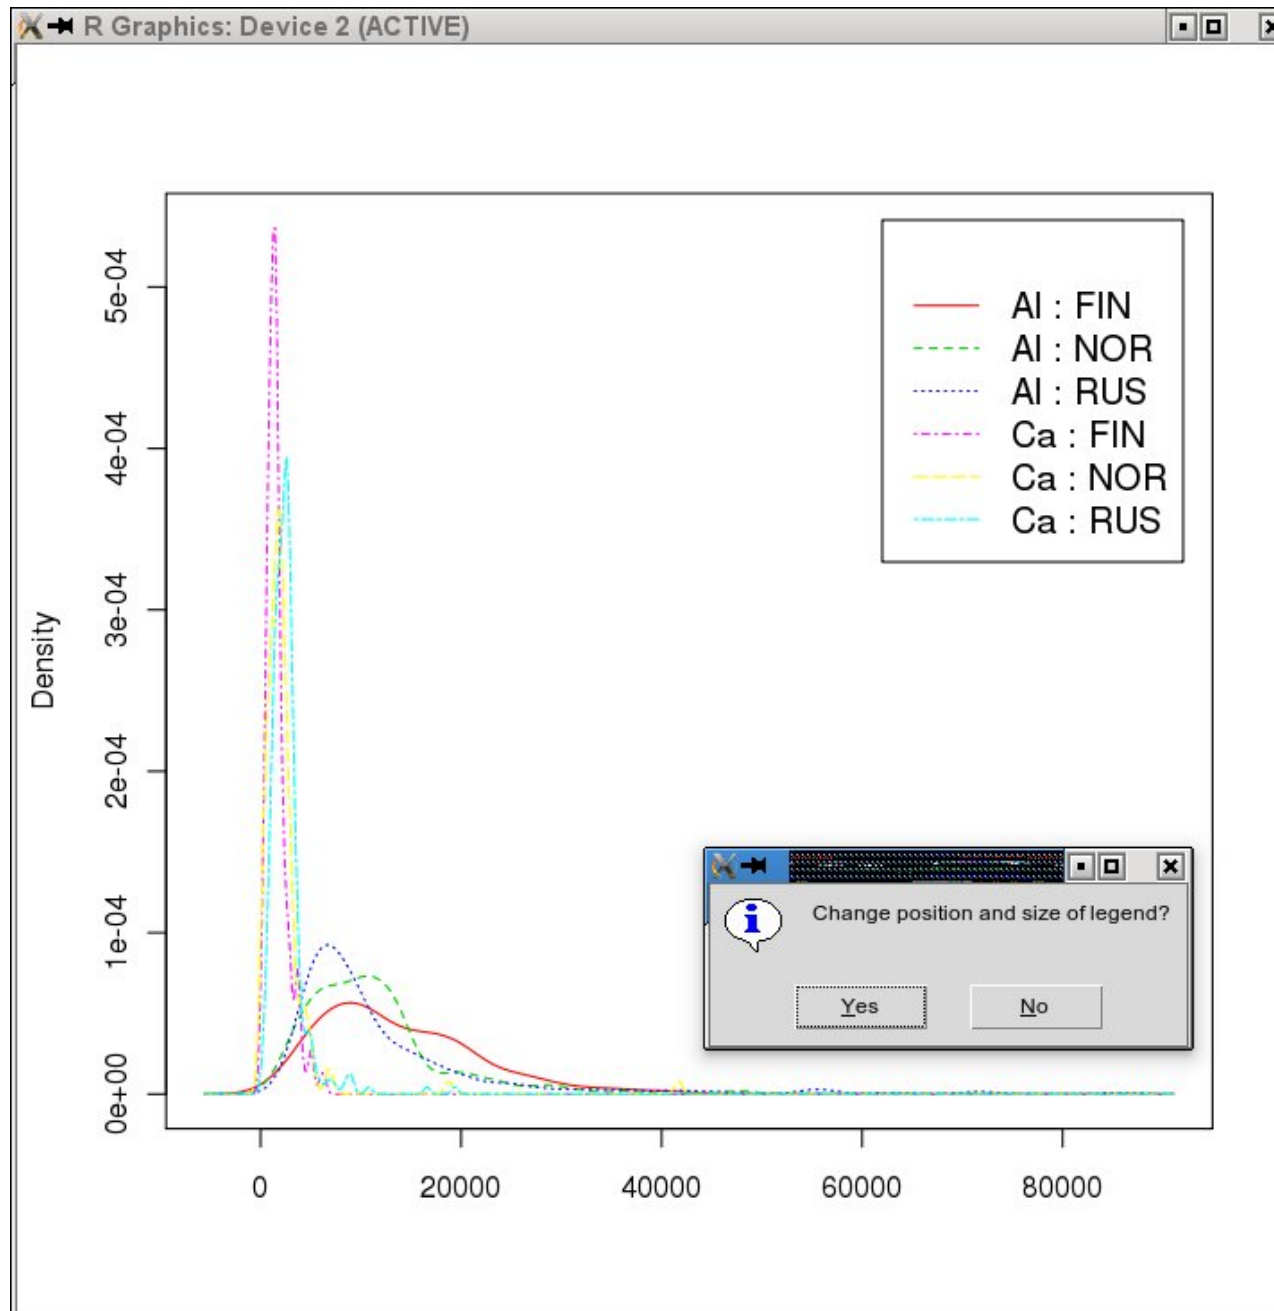 R Graphics: Device 2 (ACTIVE)
5e-04
4e-04
3e-04
2e-04
1e-04
0e+00
Density
Al : FIN
Al : NOR
Al : RUS
Ca : FIN
Ca : NOR
Ca : RUS
Change position and size of legend?
Yes
No
0 20000 40000 60000 80000